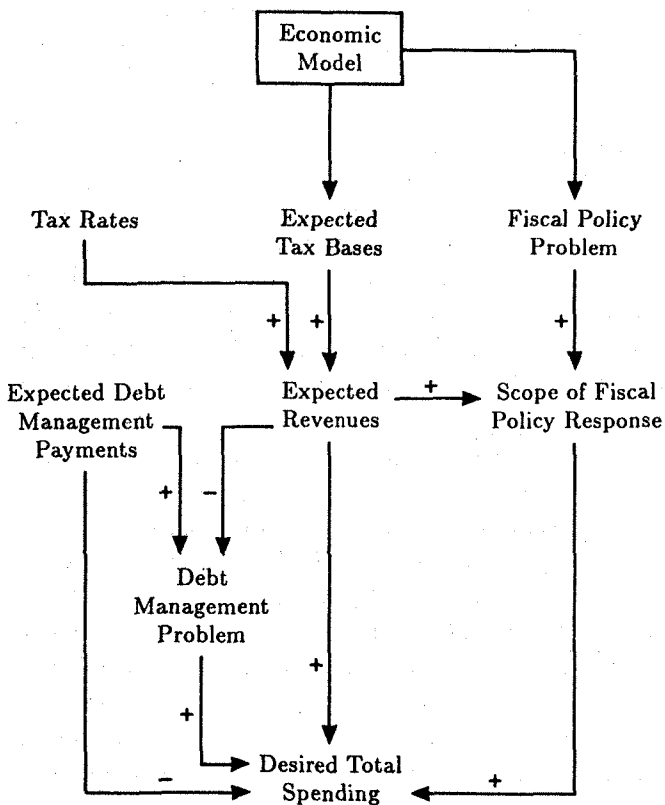 Economic
Model
Tax Rates
Expected
Tax Bases
Fiscal Policy
Problem
+
+
+
Expected Debt
Management
Payments
Expected
Revenues
+
Scope of Fiscal
Policy Response
+
−
Debt
Management
Problem
+
+
Desired Total
Spending
−
+